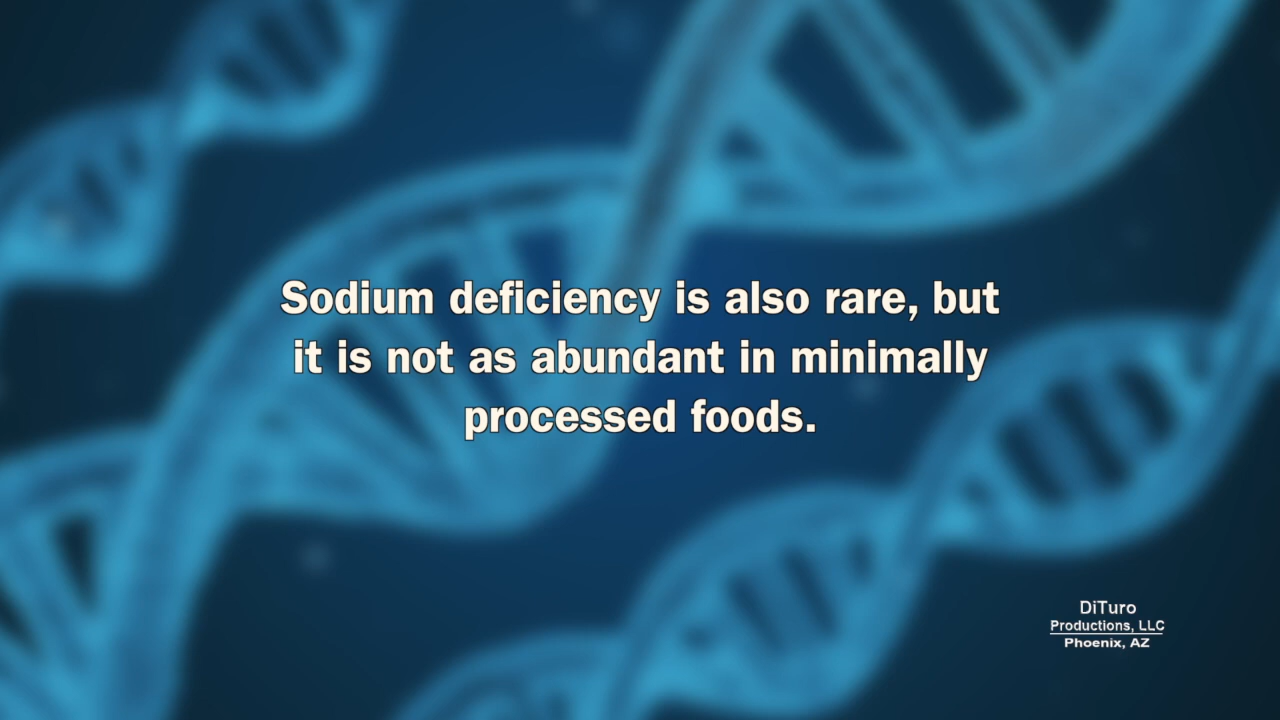 Sodium deficiency is also rare, but
it is not as abundant in minimally
processed foods.
DiTuro
Productions, LLC
Phoenix, AZ